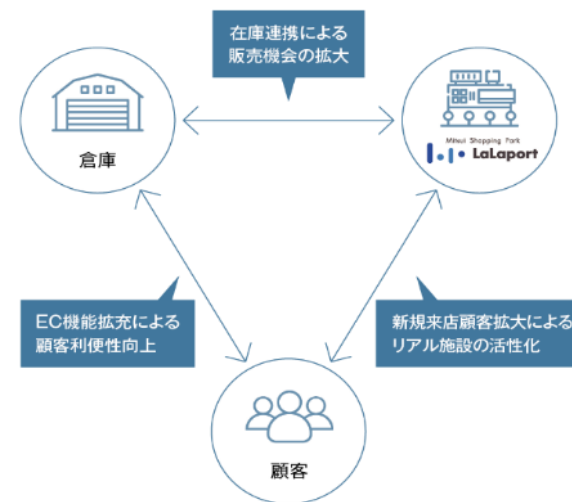 在庫連携による
販売機会の拡大
倉庫
Mitsui Shopping Park
LaLaport
EC機能拡充による
顧客利便性向上
新規来店顧客拡大による
リアル施設の活性化
顧客